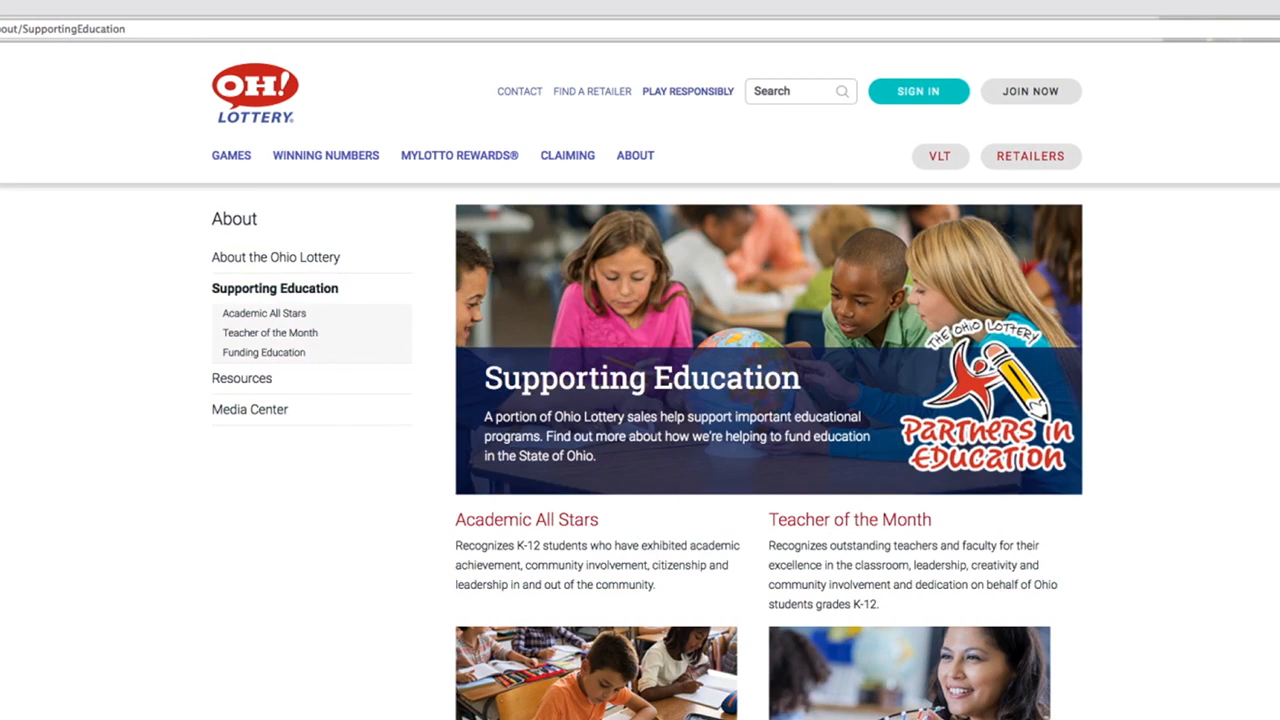 out/SupportingEducation
OH!
LOTTERY
CONTACT FIND A RETAILER PLAY RESPONSIBLY Search SIGN IN JOIN NOW
GAMES WINNING NUMBERS MYLOTTO REWARDS® CLAIMING ABOUT VLT RETAILERS
About
About the Ohio Lottery
Supporting Education
Academic All Stars
Teacher of the Month
Funding Education
Resources
Media Center
Supporting Education
A portion of Ohio Lottery sales help support important educational
programs. Find out more about how we're helping to fund education
in the State of Ohio.
THE OHIO LOTTERY
PARTNERS IN
EDUCATION
Academic All Stars
Recognizes K-12 students who have exhibited academic
achievement, community involvement, citizenship and
leadership in and out of the community.
Teacher of the Month
Recognizes outstanding teachers and faculty for their
excellence in the classroom, leadership, creativity and
community involvement and dedication on behalf of Ohio
students grades K-12.